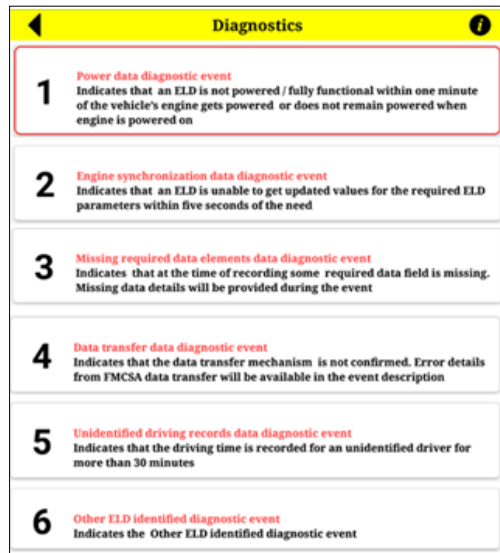 Diagnostics
1
Power data diagnostic event
Indicates that an ELD is not powered / fully functional within one minute
of the vehicle's engine gets powered or does not remain powered when
engine is powered on
2
Engine synchronization data diagnostic event
Indicates that an ELD is unable to get updated values for the required ELD
parameters within five seconds of the need
3
Missing required data elements data diagnostic event
Indicates that at the time of recording some required data field is missing.
Missing data details will be provided during the event
4
Data transfer data diagnostic event
Indicates that the data transfer mechanism is not confirmed. Error details
from FMCSA data transfer will be available in the event description
5
Unidentified driving records data diagnostic event
Indicates that the driving time is recorded for an unidentified driver for
more than 30 minutes
6
Other ELD identified diagnostic event
Indicates the Other ELD identified diagnostic event